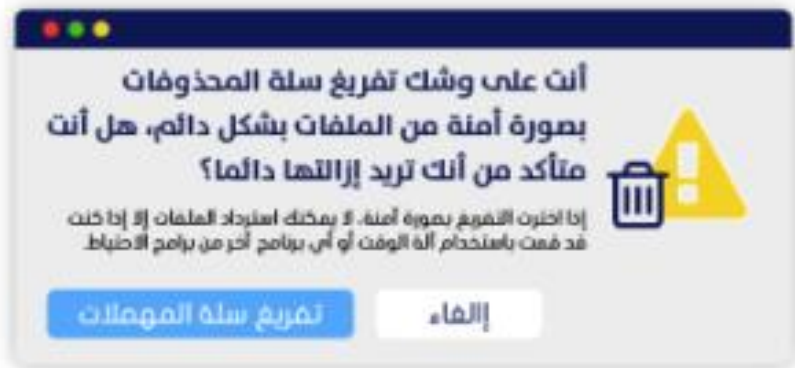 أنت على وشك تفريغ سلة المحذوفات
بصورة أمنة من الملفات بشكل دائم، هل أنت
متأكد من أنك تريد إزالتها دائما؟
إذا اخترت التفريغ بصورة آمنة، لا يمكنك استرداد الملفات إلا إذا كنت
قد قمت باستخدام آلة الوقت أو أي برنامج آخر من برامج الاحتياط.
إالغاء
تفريغ سلة المهملات